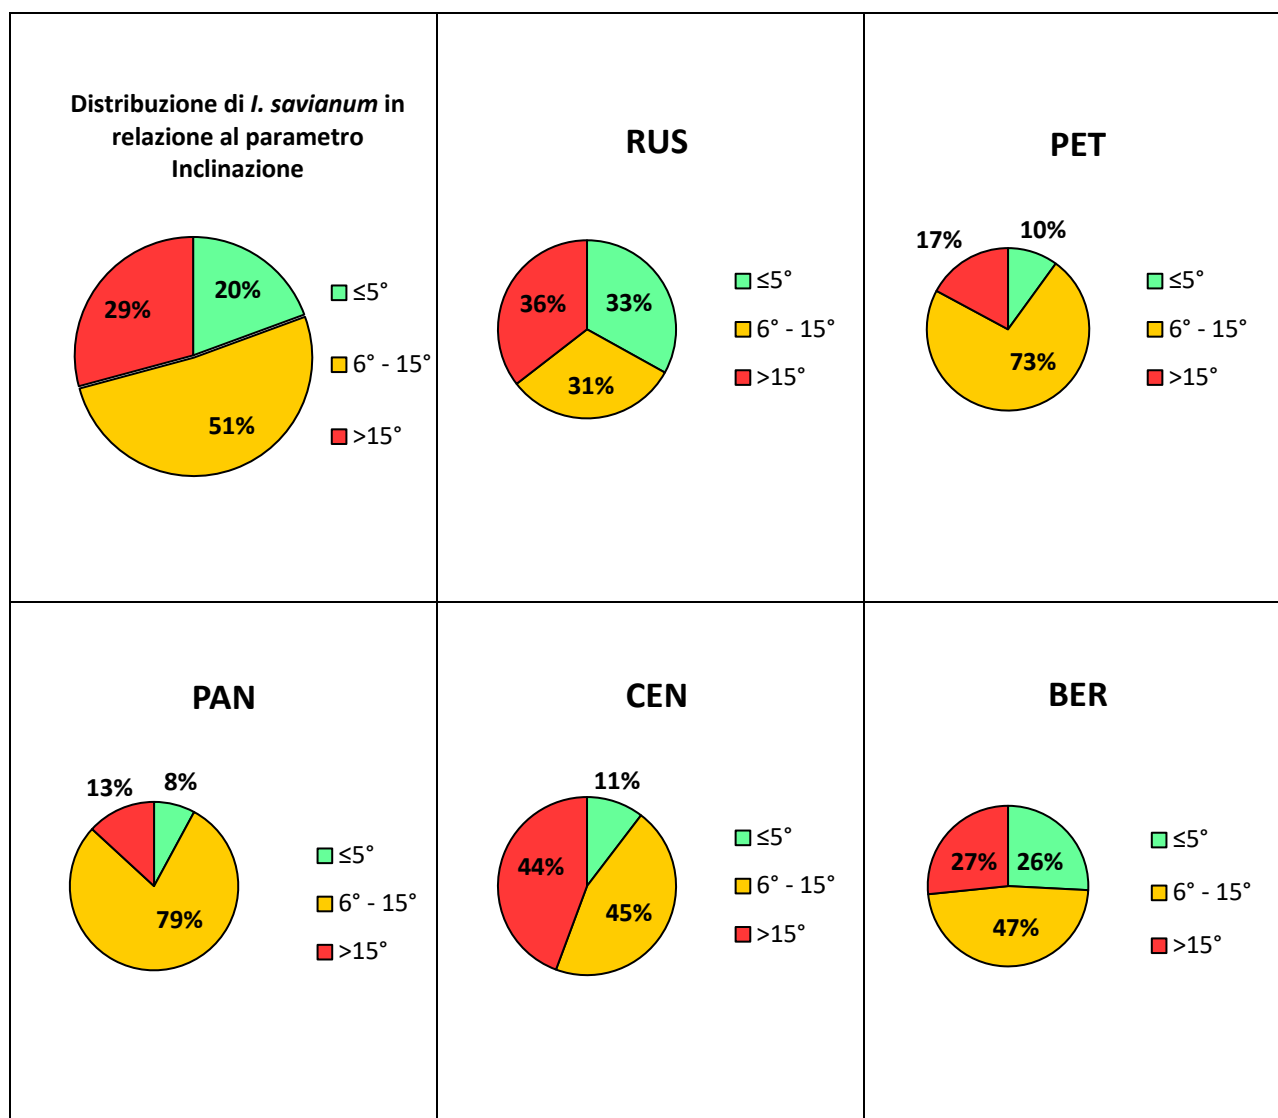 Distribuzione di I. savianum in
relazione al parametro
Inclinazione
20%
51%
29%
≤5°
6° - 15°
>15°
RUS
33%
31%
36%
≤5°
6° - 15°
>15°
PET
10%
73%
17%
≤5°
6° - 15°
>15°
PAN
8%
79%
13%
≤5°
6° - 15°
>15°
CEN
11%
45%
44%
≤5°
6° - 15°
>15°
BER
26%
47%
27%
≤5°
6° - 15°
>15°